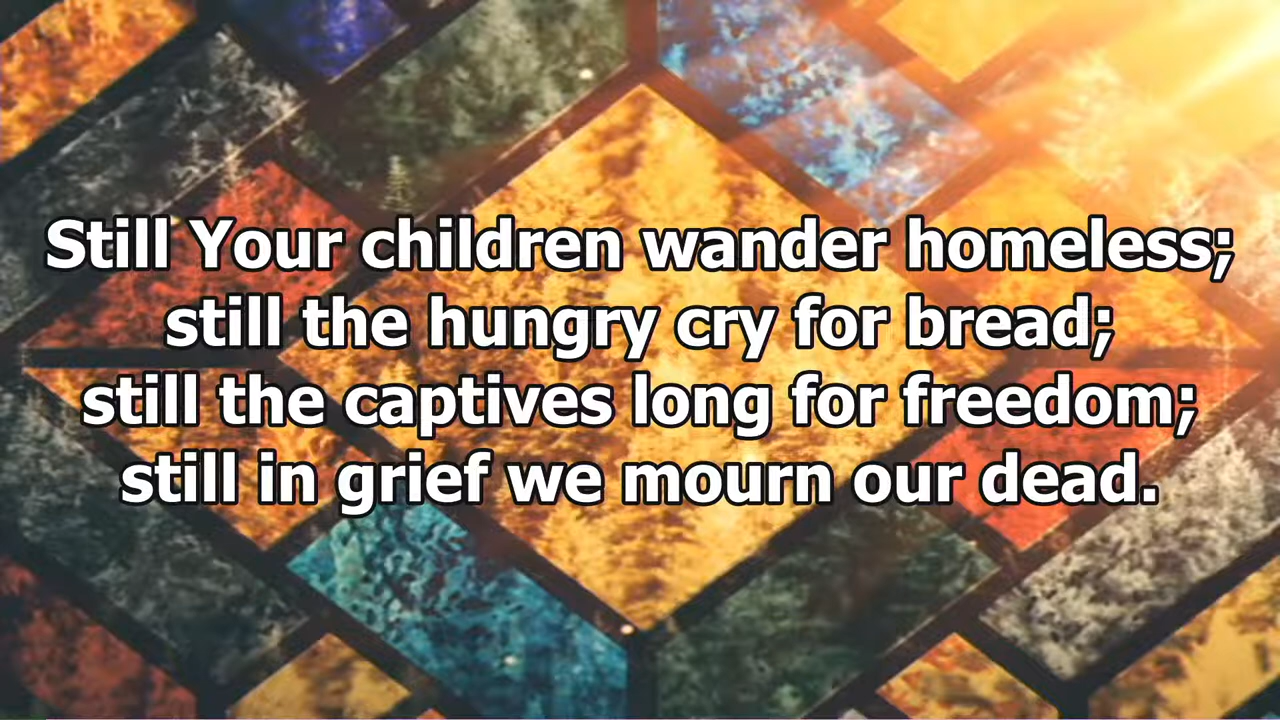 Still Your children wander homeless;
still the hungry cry for bread;
still the captives long for freedom;
still in grief we mourn our dead.